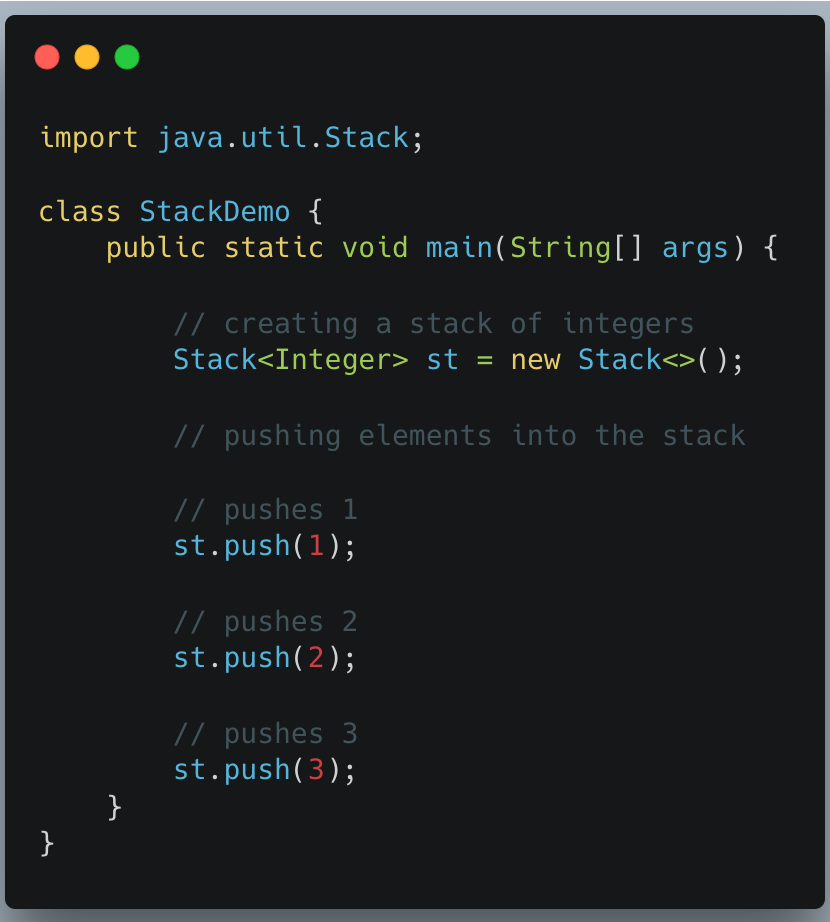 import java.util.Stack;
class StackDemo {
    public static void main(String[] args) {
        // creating a stack of integers
        Stack<Integer> st = new Stack<>();
        // pushing elements into the stack
        // pushes 1
        st.push(1);
        // pushes 2
        st.push(2);
        // pushes 3
        st.push(3);
    }
}